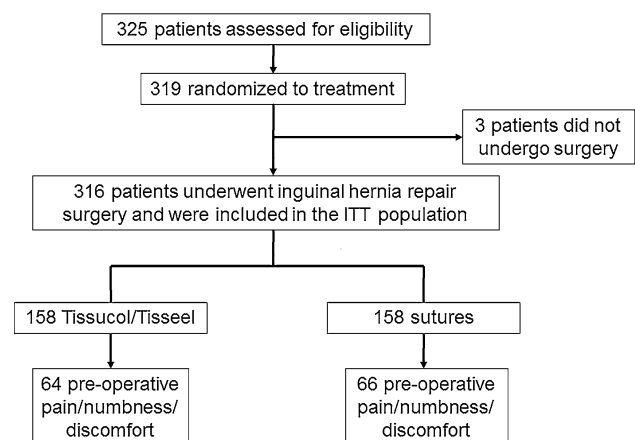 325 patients assessed for eligibility
319 randomized to treatment
3 patients did not
undergo surgery
316 patients underwent inguinal hernia repair
surgery and were included in the ITT population
158 Tissucol/Tisseel
158 sutures
64 pre-operative
pain/numbness/
discomfort
66 pre-operative
pain/numbness/
discomfort